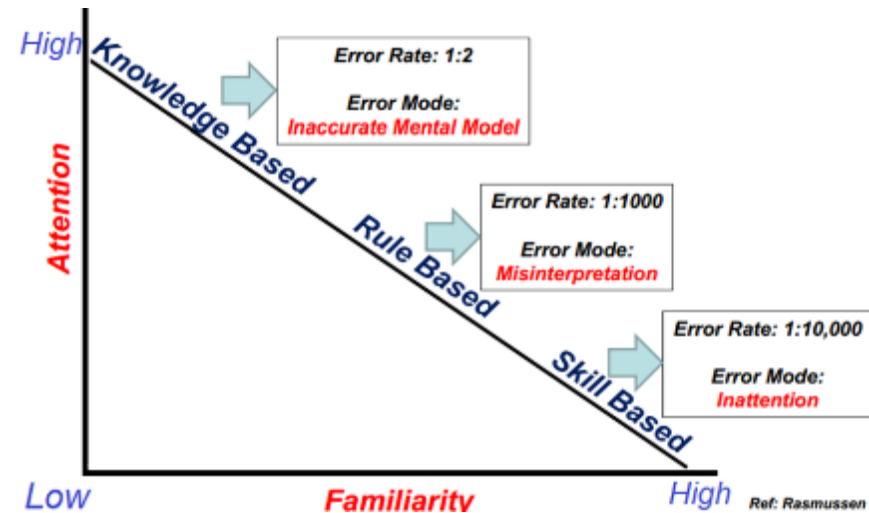 High
Knowledge Based
Error Rate: 1:2
Error Mode:
Inaccurate Mental Model
Attention
Rule Based
Error Rate: 1:1000
Error Mode:
Misinterpretation
Skill Based
Error Rate: 1:10,000
Error Mode:
Inattention
Low
Familiarity
High
Ref: Rasmussen